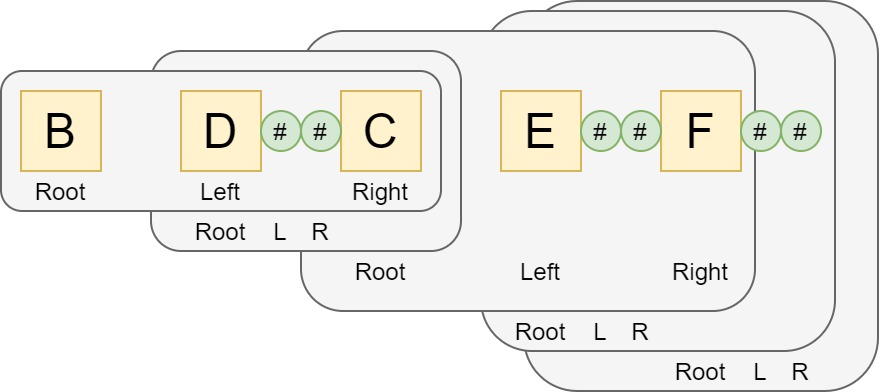 B D # # C E # # F # #
Root Left Right
Root L R
Root Left Right
Root L R
Root L R